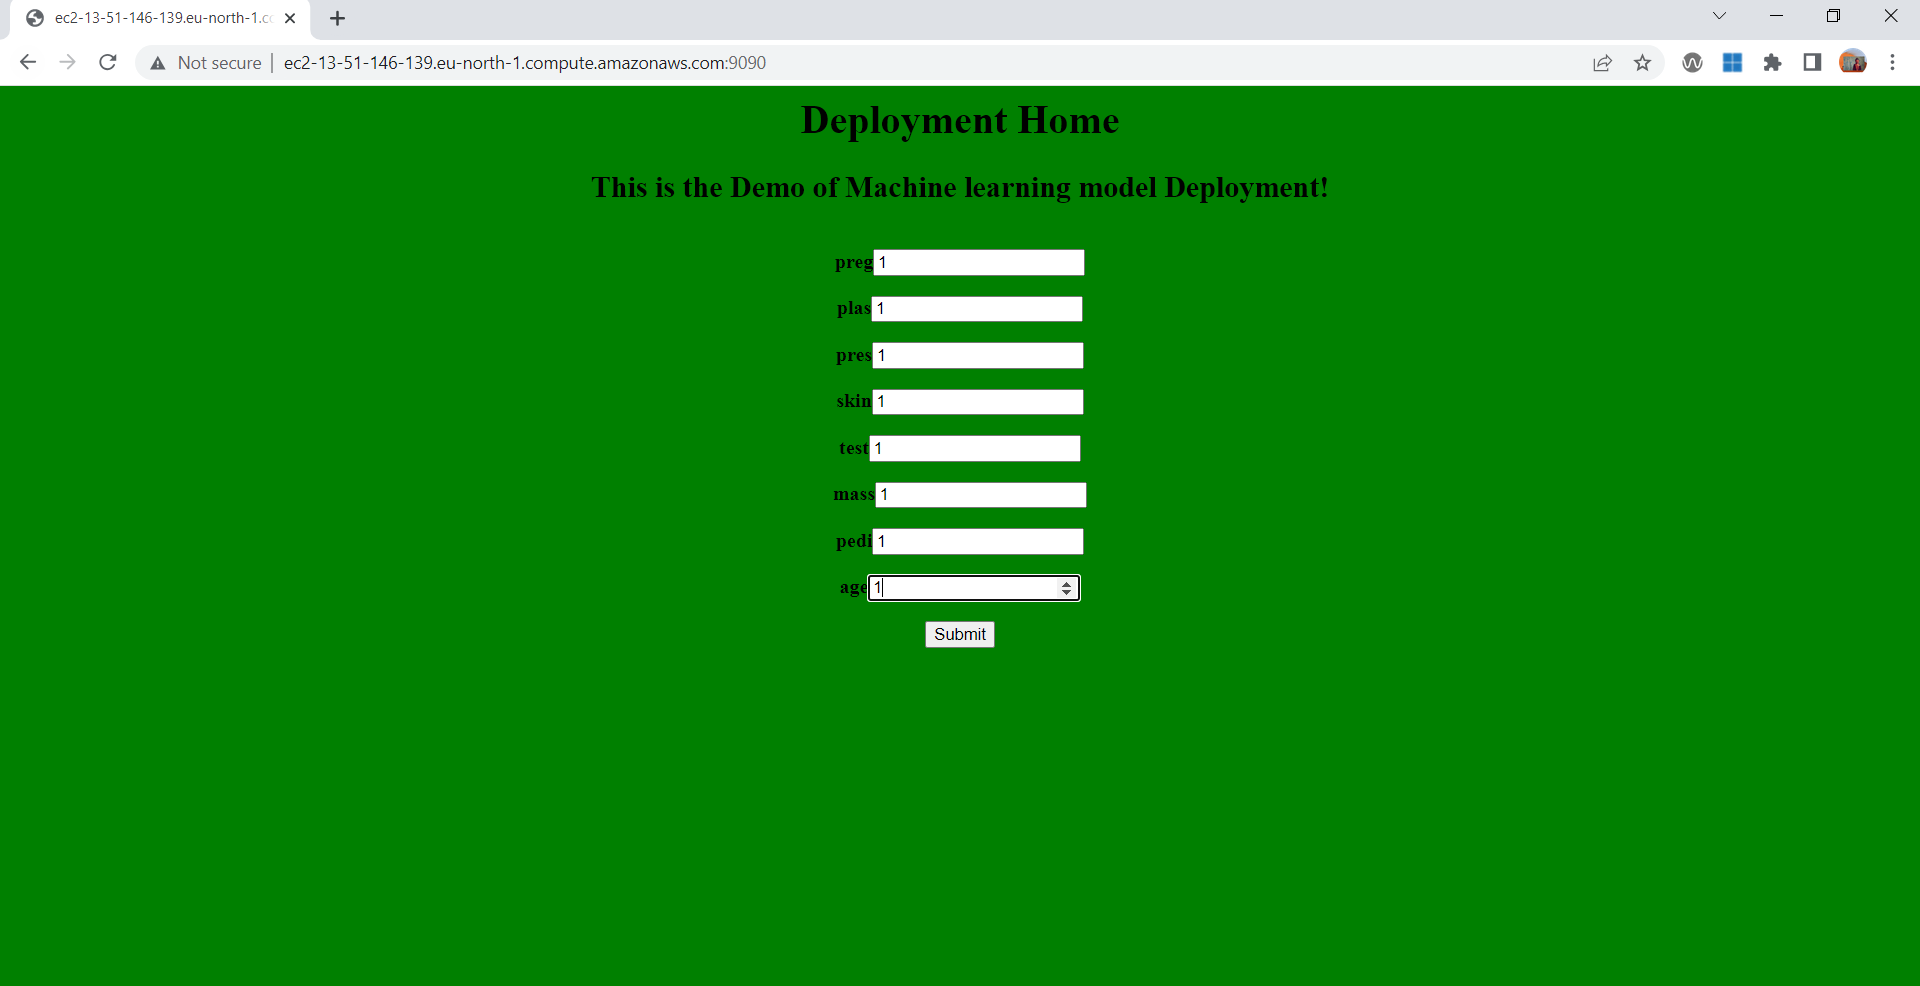 ec2-13-51-146-139.eu-north-1.c
Not secure ec2-13-51-146-139.eu-north-1.compute.amazonaws.com:9090
Deployment Home
This is the Demo of Machine learning model Deployment!
preg 1
plas 1
pres 1
skin 1
test 1
mass 1
pedi 1
age 1
Submit